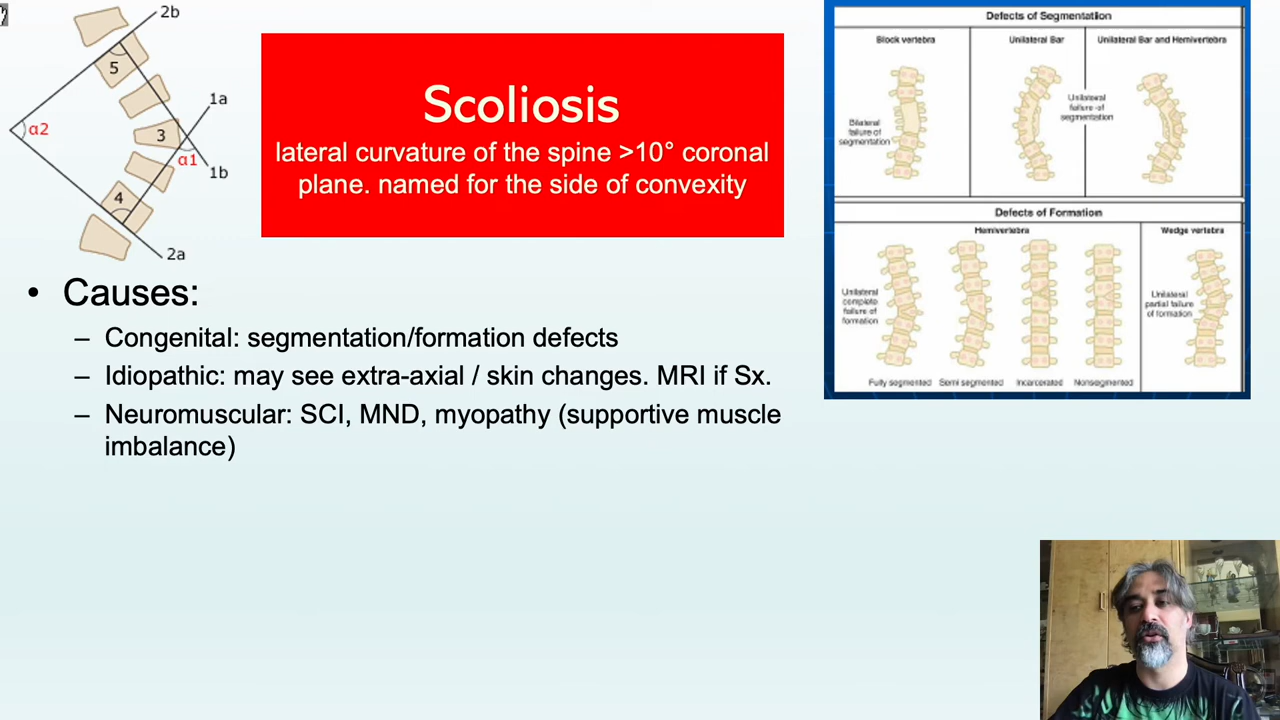 2b
5
1a
α2
3
α1
1b
4
2a
Scoliosis
lateral curvature of the spine >10° coronal
plane. named for the side of convexity
• Causes:
– Congenital: segmentation/formation defects
– Idiopathic: may see extra-axial / skin changes. MRI if Sx.
– Neuromuscular: SCI, MND, myopathy (supportive muscle
imbalance)
Defects of Segmentation
Block vertebra
Unilateral Bar
Unilateral Bar and Hemivertebra
Bilateral
failure of
segmentation
Unilateral
failure of
segmentation
Defects of Formation
Hemivertebra
Wedge vertebra
Unilateral
complete
failure of
formation
Unilateral
partial failure
of formation
Fully segmented
Semi segmented
Incarcerated
Nonsegmented